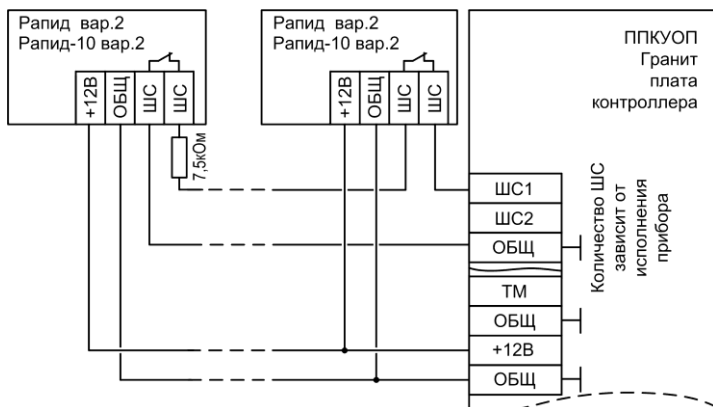 Рапид вар.2
Рапид-10 вар.2
+12В
ОБЩ
ШС
ШС
7,5кОм
Рапид вар.2
Рапид-10 вар.2
+12В
ОБЩ
ШС
ШС
ППКУОП
Гранит
плата
контроллера
ШС1
ШС2
ОБЩ
ТМ
ОБЩ
+12В
ОБЩ
Количество ШС
зависит от
исполнения
прибора